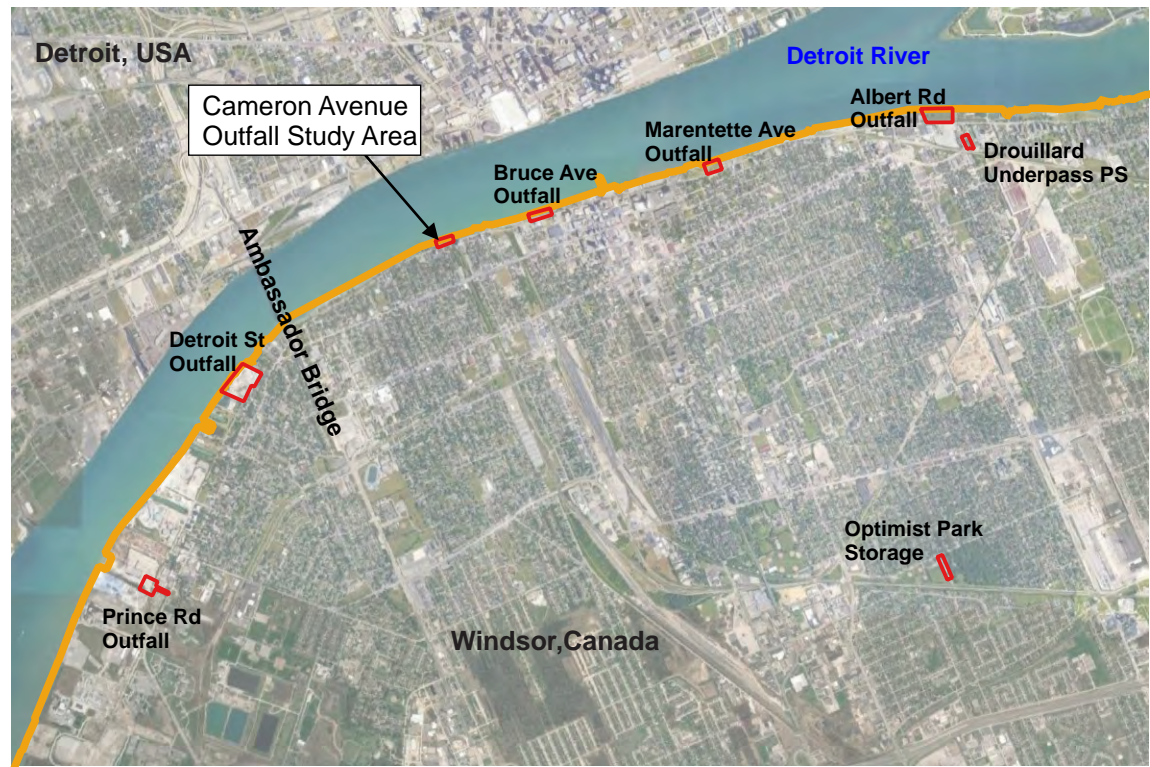 Detroit, USA
Detroit River
Cameron Avenue
Outfall Study Area
Albert Rd
Outfall
Marentette Ave
Outfall
Drouillard
Underpass PS
Bruce Ave
Outfall
Ambassador Bridge
Detroit St
Outfall
Optimist Park
Storage
Prince Rd
Outfall
Windsor,Canada